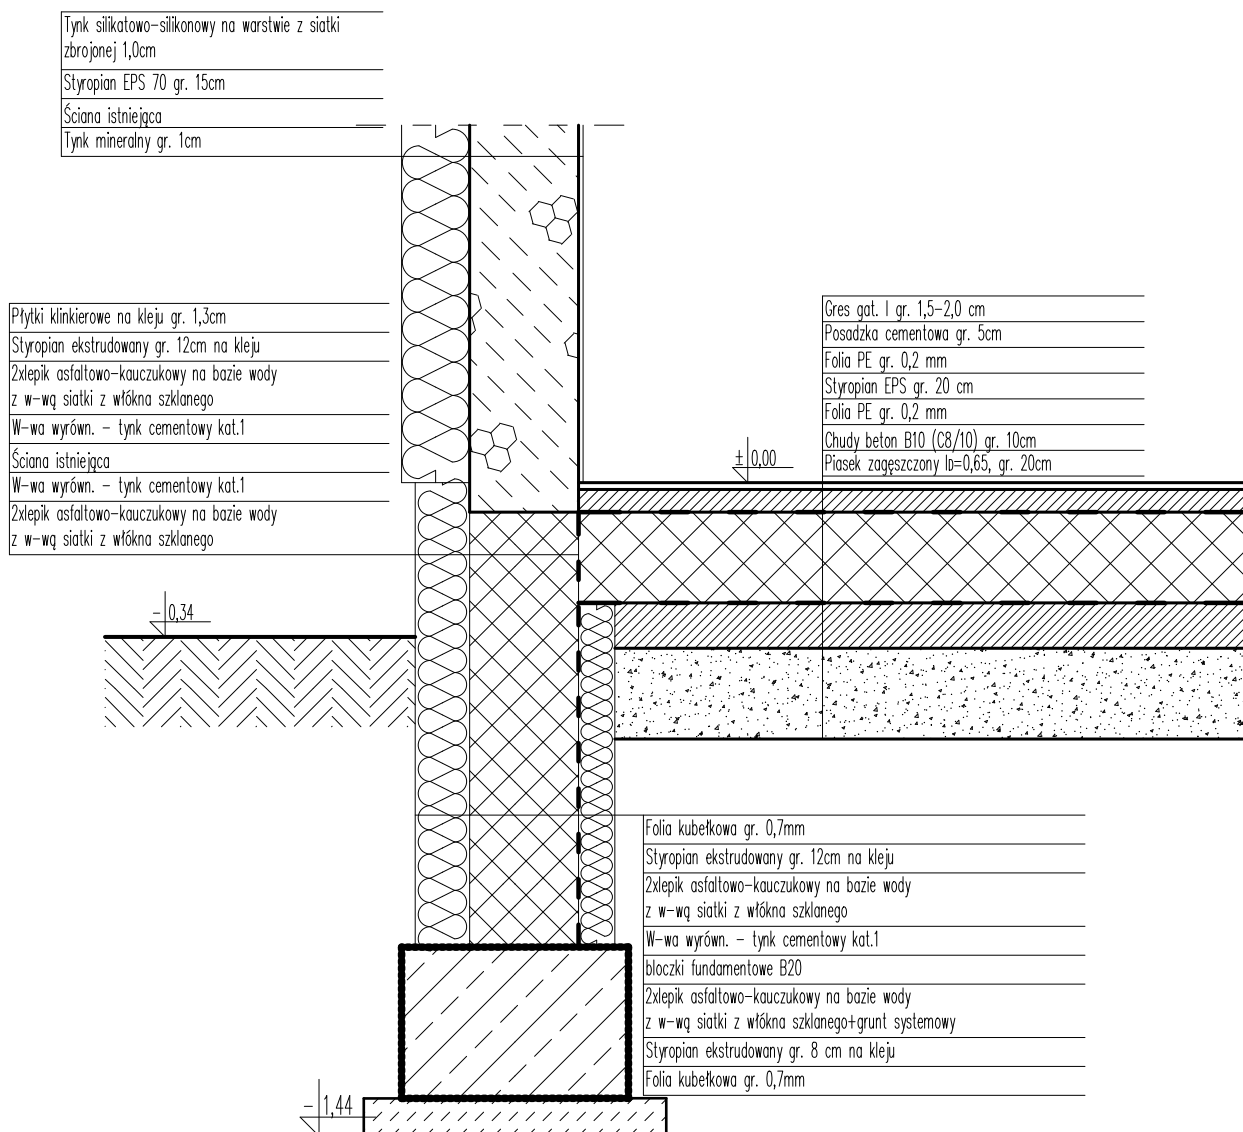 Tynk silikatowo-silikonowy na warstwie z siatki
zbrojonej 1,0cm
Styropian EPS 70 gr. 15cm
Ściana istniejąca
Tynk mineralny gr. 1cm
Płytki klinkierowe na kleju gr. 1,3cm
Styropian ekstrudowany gr. 12cm na kleju
2xlepik asfaltowo-kauczukowy na bazie wody
z w-wą siatki z włókna szklanego
W-wa wyrówn. - tynk cementowy kat.1
Ściana istniejąca
W-wa wyrówn. - tynk cementowy kat.1
2xlepik asfaltowo-kauczukowy na bazie wody
z w-wą siatki z włókna szklanego
Gres gat. I gr. 1,5-2,0 cm
Posadzka cementowa gr. 5cm
Folia PE gr. 0,2 mm
Styropian EPS gr. 20 cm
Folia PE gr. 0,2 mm
Chudy beton B10 (C8/10) gr. 10cm
Piasek zagęszczony ID=0,65, gr. 20cm
±0,00
-0,34
Folia kubełkowa gr. 0,7mm
Styropian ekstrudowany gr. 12cm na kleju
2xlepik asfaltowo-kauczukowy na bazie wody
z w-wą siatki z włókna szklanego
W-wa wyrówn. - tynk cementowy kat.1
bloczki fundamentowe B20
2xlepik asfaltowo-kauczukowy na bazie wody
z w-wą siatki z włókna szklanego+grunt systemowy
Styropian ekstrudowany gr. 8 cm na kleju
Folia kubełkowa gr. 0,7mm
-1,44